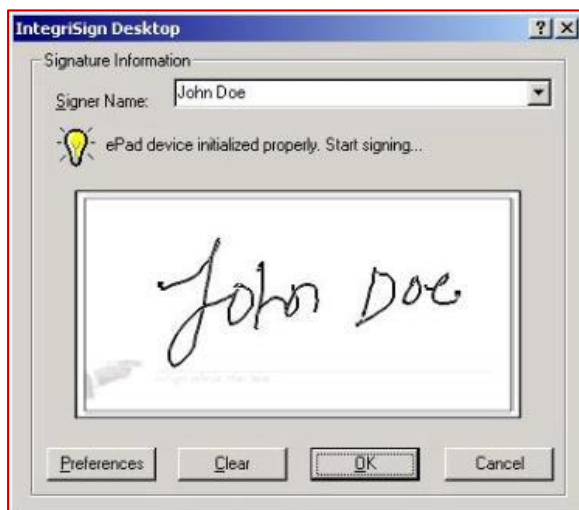 IntegriSign Desktop
Signature Information
Signer Name: John Doe
ePad device initialized properly. Start signing...
John Doe
Preferences Clear OK Cancel